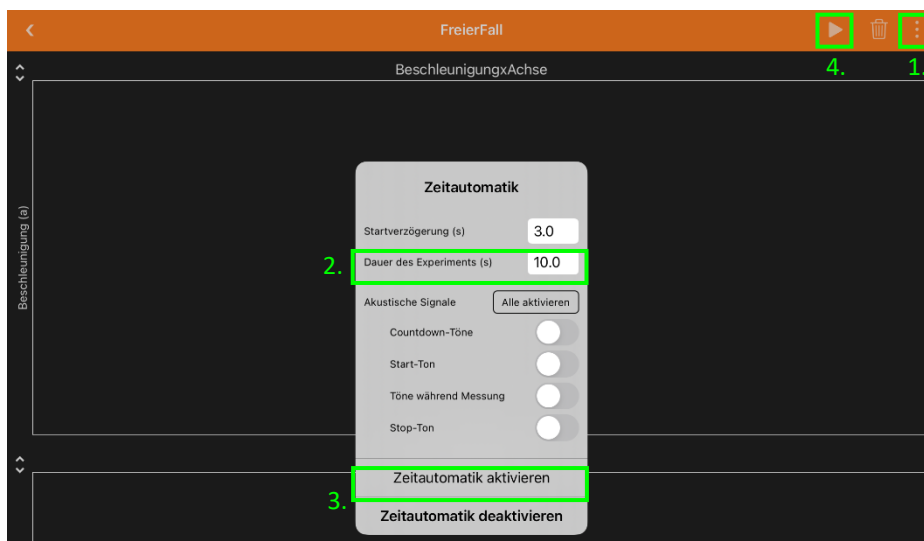 FreierFall
4.
1.
BeschleunigungxAchse
Beschleunigung (a)
Zeitautomatik
Startverzögerung (s) 3.0
2.
Dauer des Experiments (s) 10.0
Akustische Signale Alle aktivieren
Countdown-Töne
Start-Ton
Töne während Messung
Stop-Ton
3.
Zeitautomatik aktivieren
Zeitautomatik deaktivieren